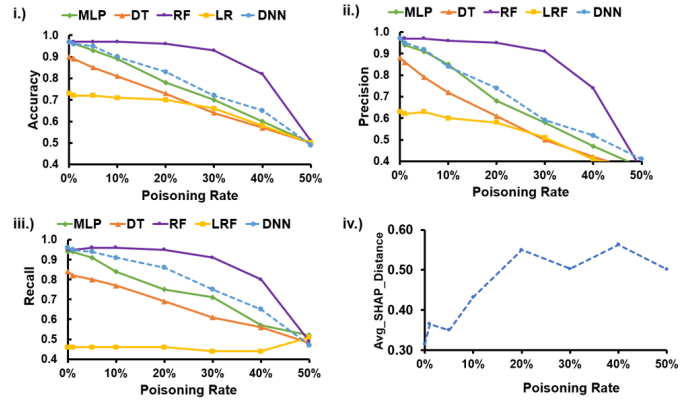 i.)
MLP DT RF LR DNN
1.0
0.9
0.8
0.7
0.6
0.5
0.4
Accuracy
0% 10% 20% 30% 40% 50%
Poisoning Rate
ii.)
MLP DT RF LRF DNN
1.0
0.9
0.8
0.7
0.6
0.5
0.4
Precision
0% 10% 20% 30% 40% 50%
Poisoning Rate
iii.)
MLP DT RF LRF DNN
1.0
0.9
0.8
0.7
0.6
0.5
0.4
Recall
0% 10% 20% 30% 40% 50%
Poisoning Rate
iv.)
0.60
0.50
0.40
0.30
Avg_SHAP_Distance
0% 10% 20% 30% 40% 50%
Poisoning Rate